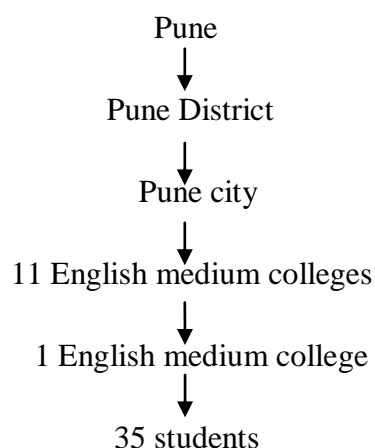 Pune
Pune District
Pune city
11 English medium colleges
1 English medium college
35 students